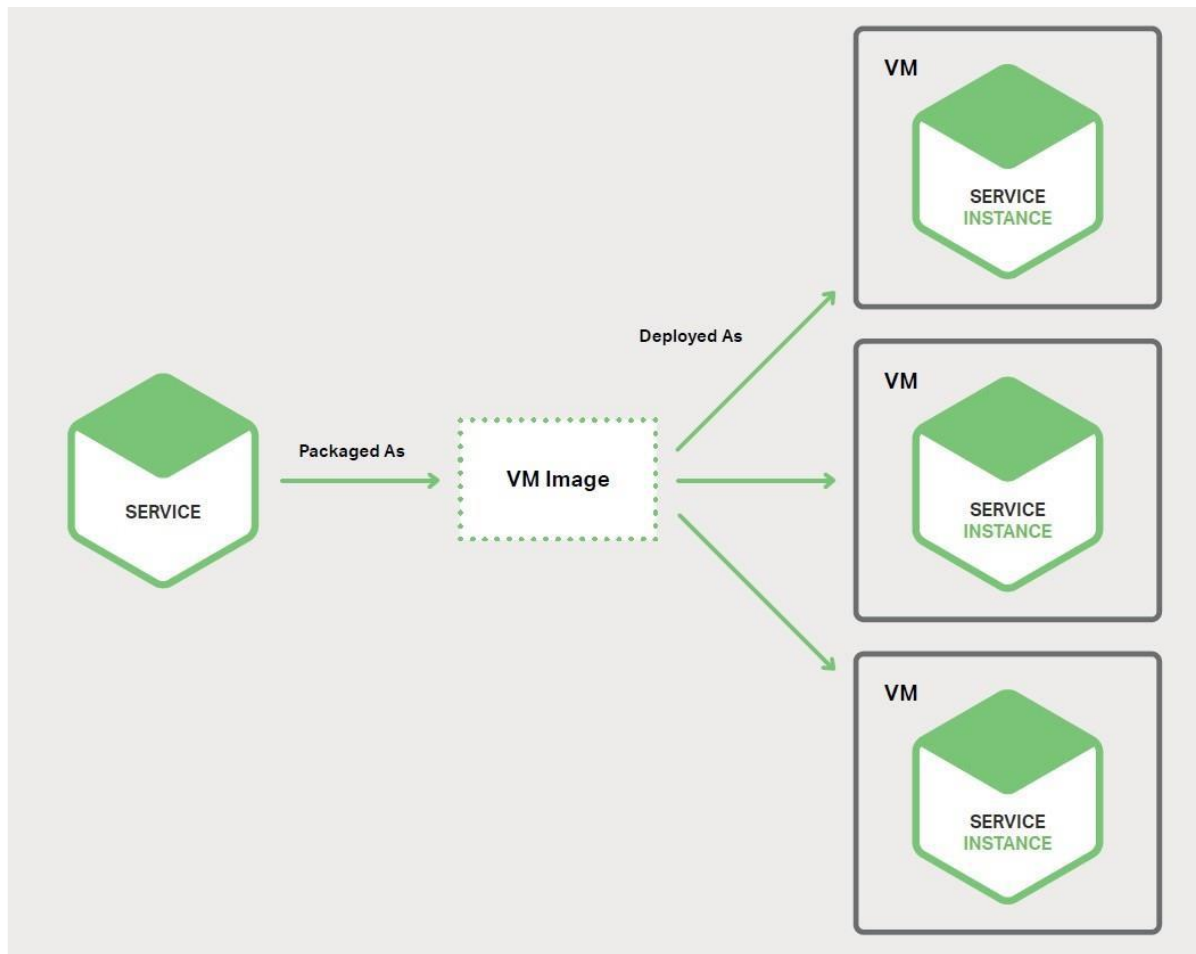 SERVICE
Packaged As
VM Image
Deployed As
VM
SERVICE
INSTANCE
VM
SERVICE
INSTANCE
VM
SERVICE
INSTANCE